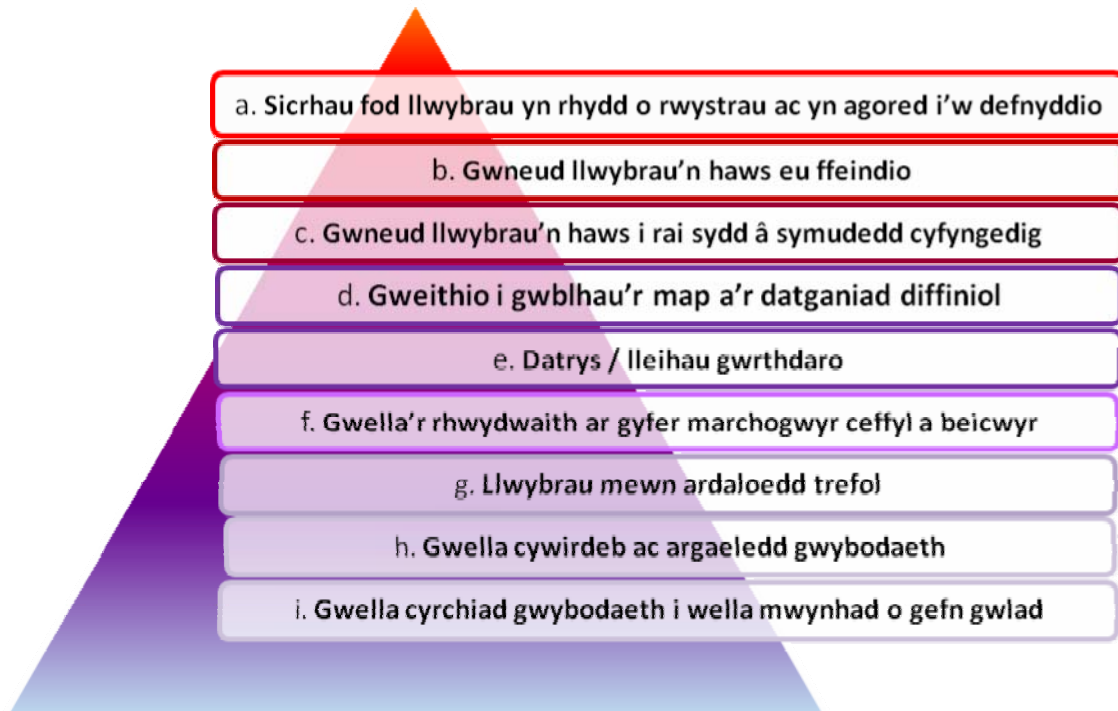 a. Sicrhau fod llwybrau yn rhydd o rwystrau ac yn agored i'w defnyddio
b. Gwneud llwybrau'n haws eu ffeindio
c. Gwneud llwybrau'n haws i rai sydd â symudedd cyfyngedig
d. Gweithio i gwblhau'r map a'r datganiad diffiniol
e. Datrys / lleihau gwrthdaro
f. Gwella'r rhwydwaith ar gyfer marchogwyr ceffyl a beicwyr
g. Llwybrau mewn ardaloedd trefol
h. Gwella cywirdeb ac argaeledd gwybodaeth
i. Gwella cyrchiad gwybodaeth i wella mwynhad o gefn gwlad